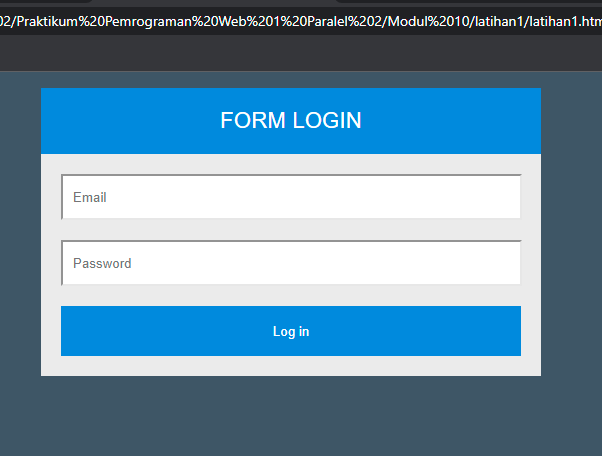 02/Praktikum%20Pemrograman%20Web%201%20Paralel%202/Modul%2010/latihan1/latihan1.htm
FORM LOGIN
Email
Password
Log in